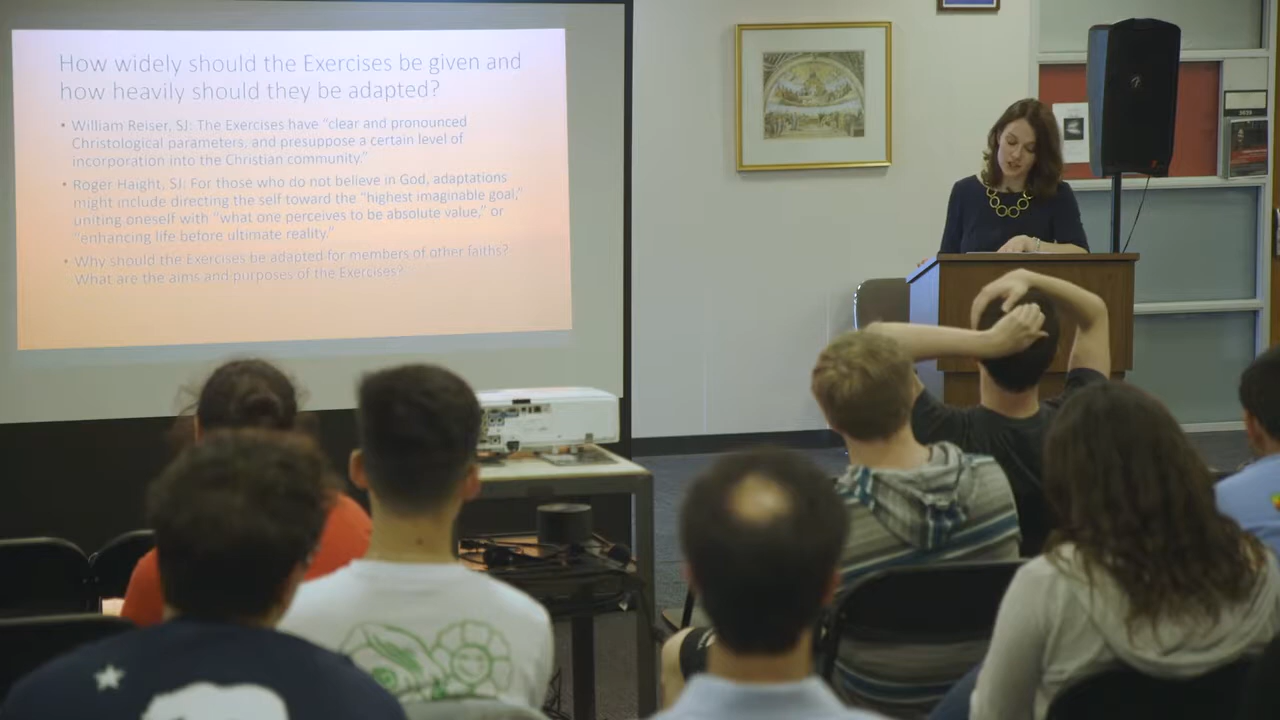 How widely should the Exercises be given and
how heavily should they be adapted?
• William Reiser, SJ: The Exercises have “clear and pronounced
Christological parameters, and presuppose a certain level of
incorporation into the Christian community.”
• Roger Haight, SJ: For those who do not believe in God, adaptations
might include directing the self toward the “highest imaginable goal,”
uniting oneself with “what one perceives to be absolute value,” or
“enhancing life before ultimate reality.”
• Why should the Exercises be adapted for members of other faiths?
What are the aims and purposes of the Exercises?